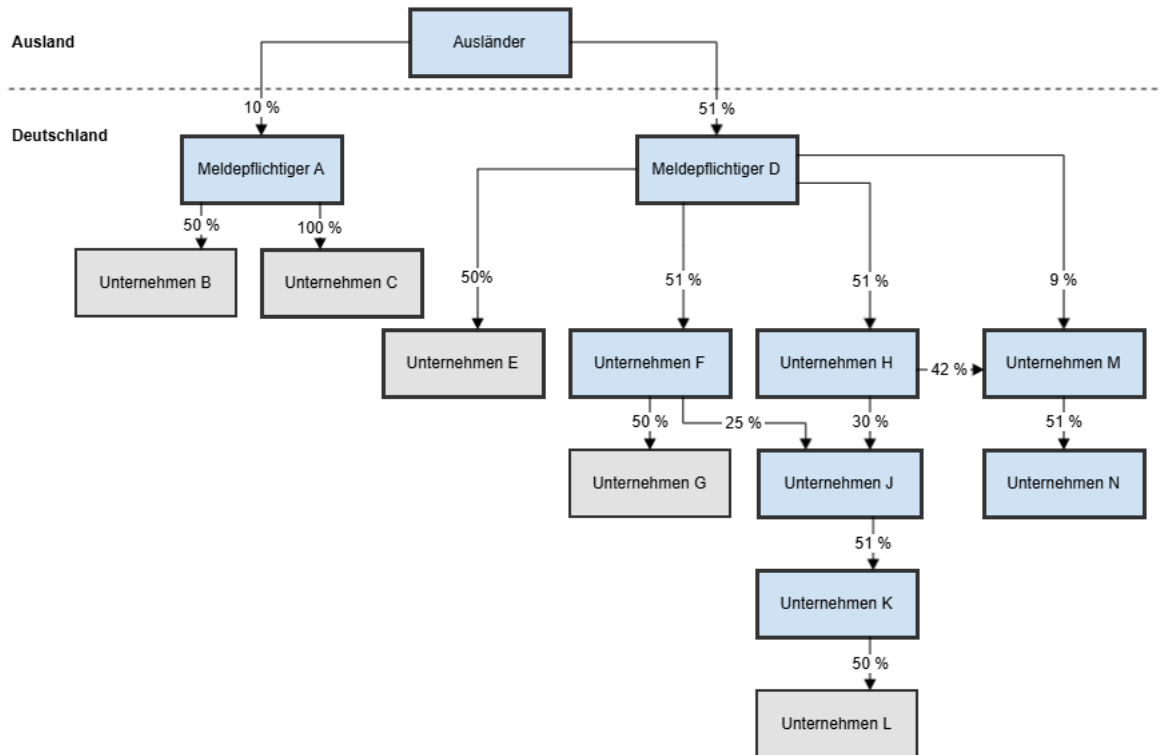 Ausland
Ausländer
10 %
51 %
Deutschland
Meldepflichtiger A
Meldepflichtiger D
50 %
100 %
Unternehmen B
Unternehmen C
50%
51 %
51 %
9 %
Unternehmen E
Unternehmen F
Unternehmen H
42 %
Unternehmen M
50 %
25 %
30 %
51 %
Unternehmen G
Unternehmen J
Unternehmen N
51 %
Unternehmen K
50 %
Unternehmen L